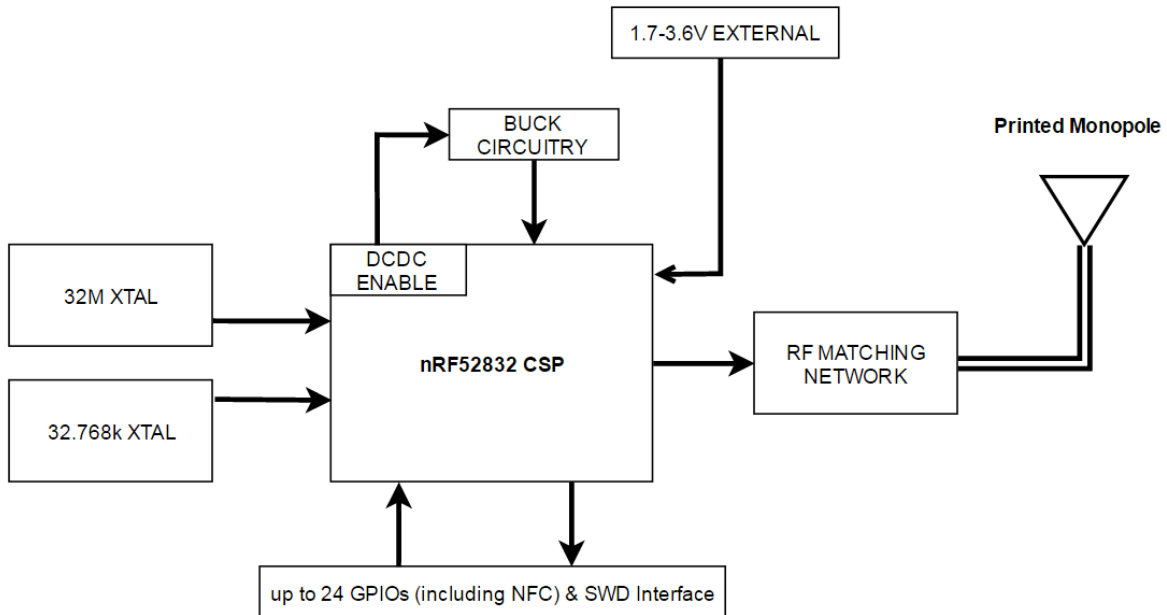 1.7-3.6V EXTERNAL
BUCK
CIRCUITRY
Printed Monopole
DCDC
ENABLE
32M XTAL
nRF52832 CSP
RF MATCHING
NETWORK
32.768k XTAL
up to 24 GPIOs (including NFC) & SWD Interface